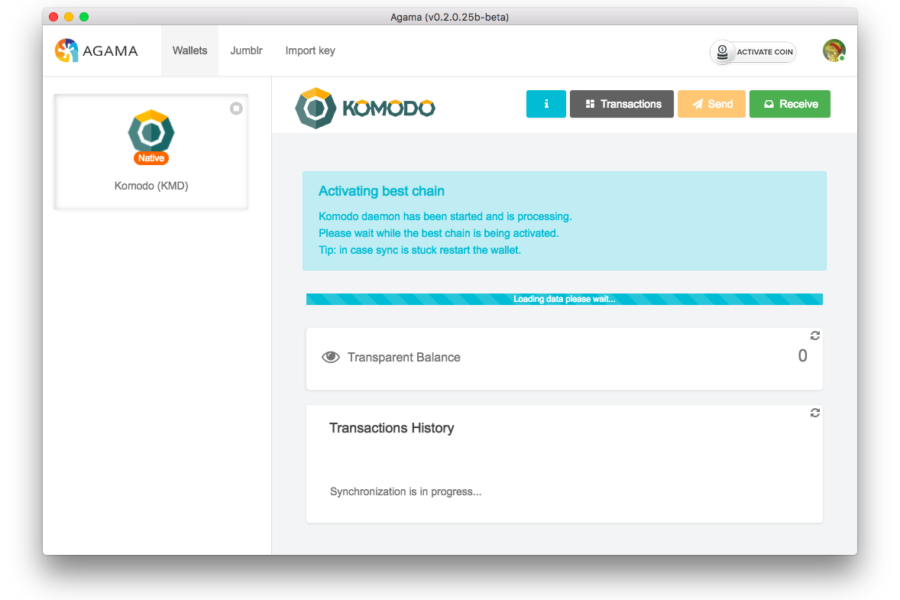 Agama (v0.2.0.25b-beta)
AGAMA
Wallets
Jumblr
Import key
ACTIVATE COIN
Native
Komodo (KMD)
KOMODO
i
Transactions
Send
Receive
Activating best chain
Komodo daemon has been started and is processing.
Please wait while the best chain is being activated.
Tip: in case sync is stuck restart the wallet.
Loading data please wait...
Transparent Balance
0
Transactions History
Synchronization is in progress...